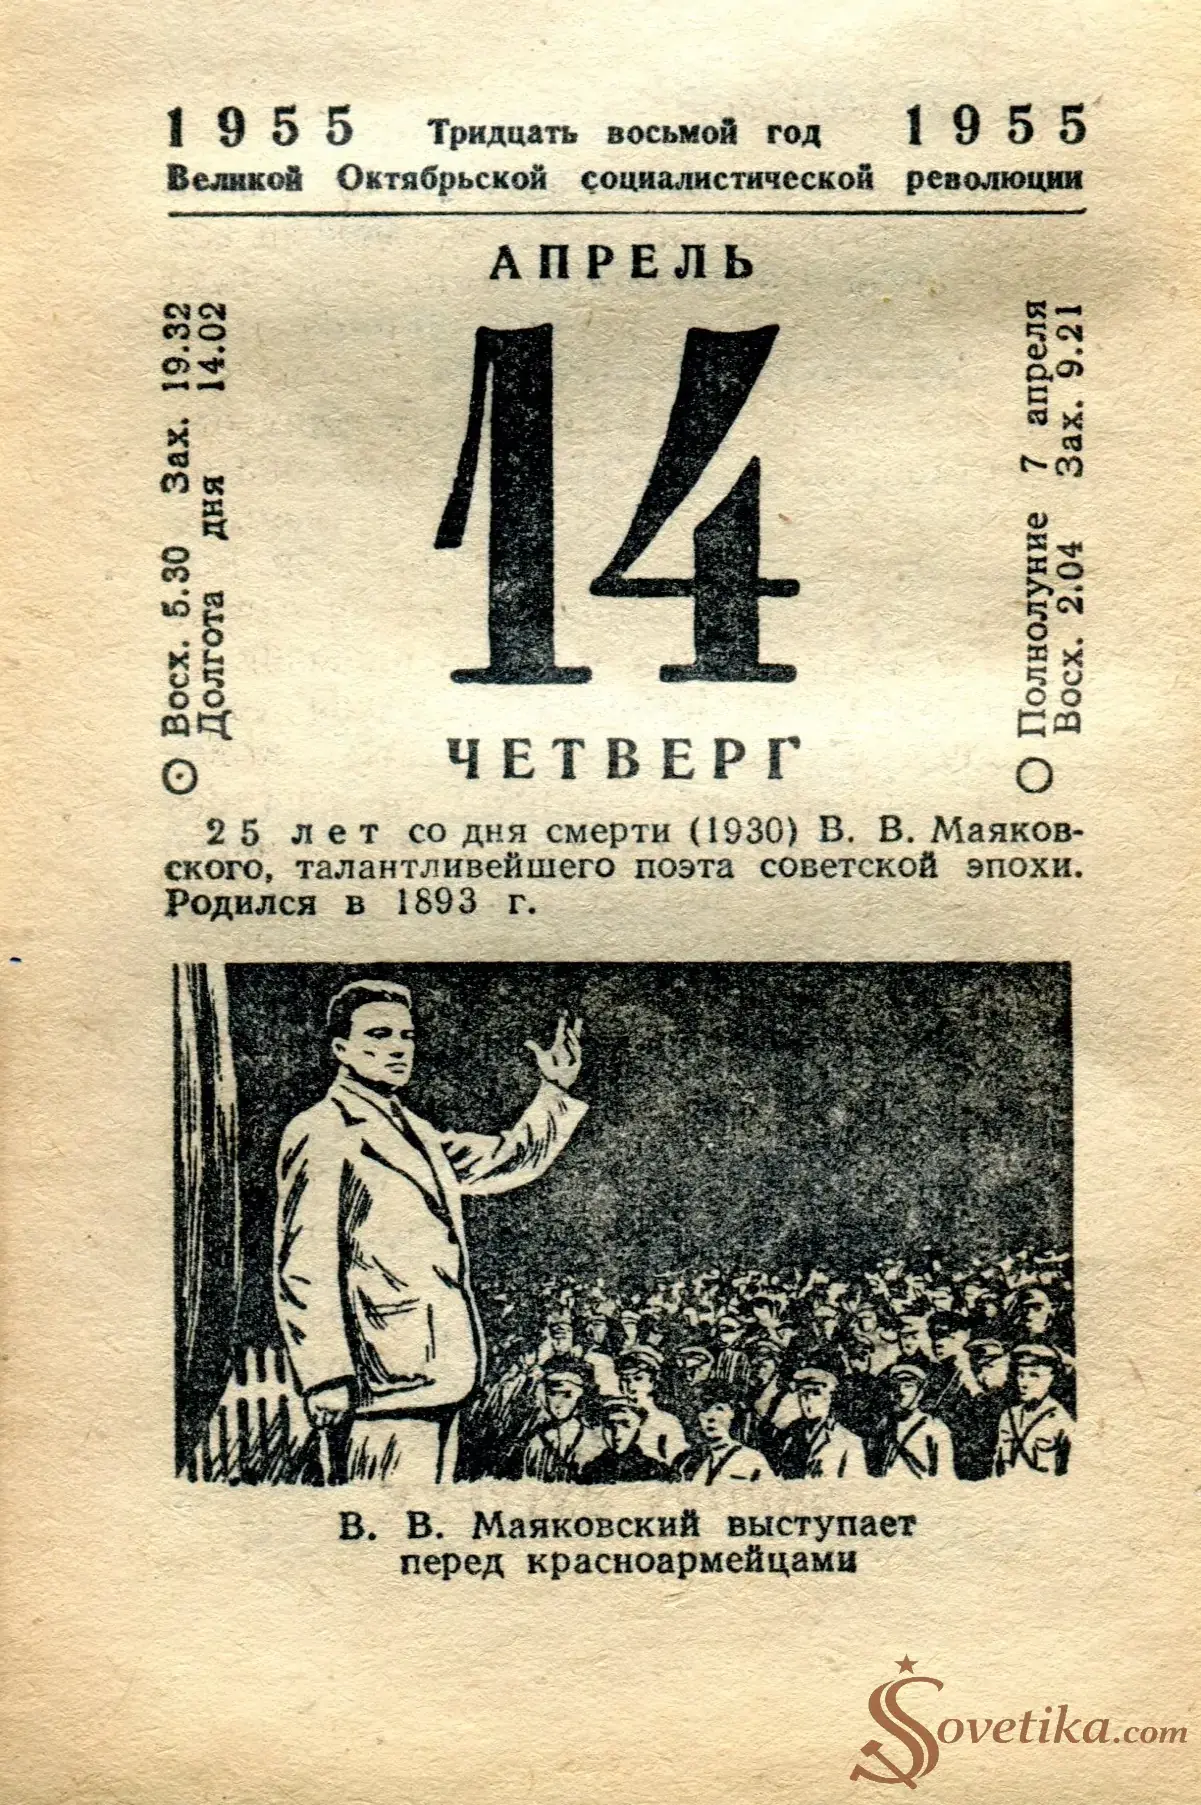 1955 Тридцать восьмой год 1955
Великой Октябрьской социалистической революции
АПРЕЛЬ
Восх. 5.30 Зах. 19.32
Долгота дня 14.02
14
Полнолуние 7 апреля
Восх. 2.04 Зах. 9.21
ЧЕТВЕРГ
25 лет со дня смерти (1930) В. В. Маяков-
ского, талантливейшего поэта советской эпохи.
Родился в 1893 г.
В. В. Маяковский выступает
перед красноармейцами
Sovetika.com